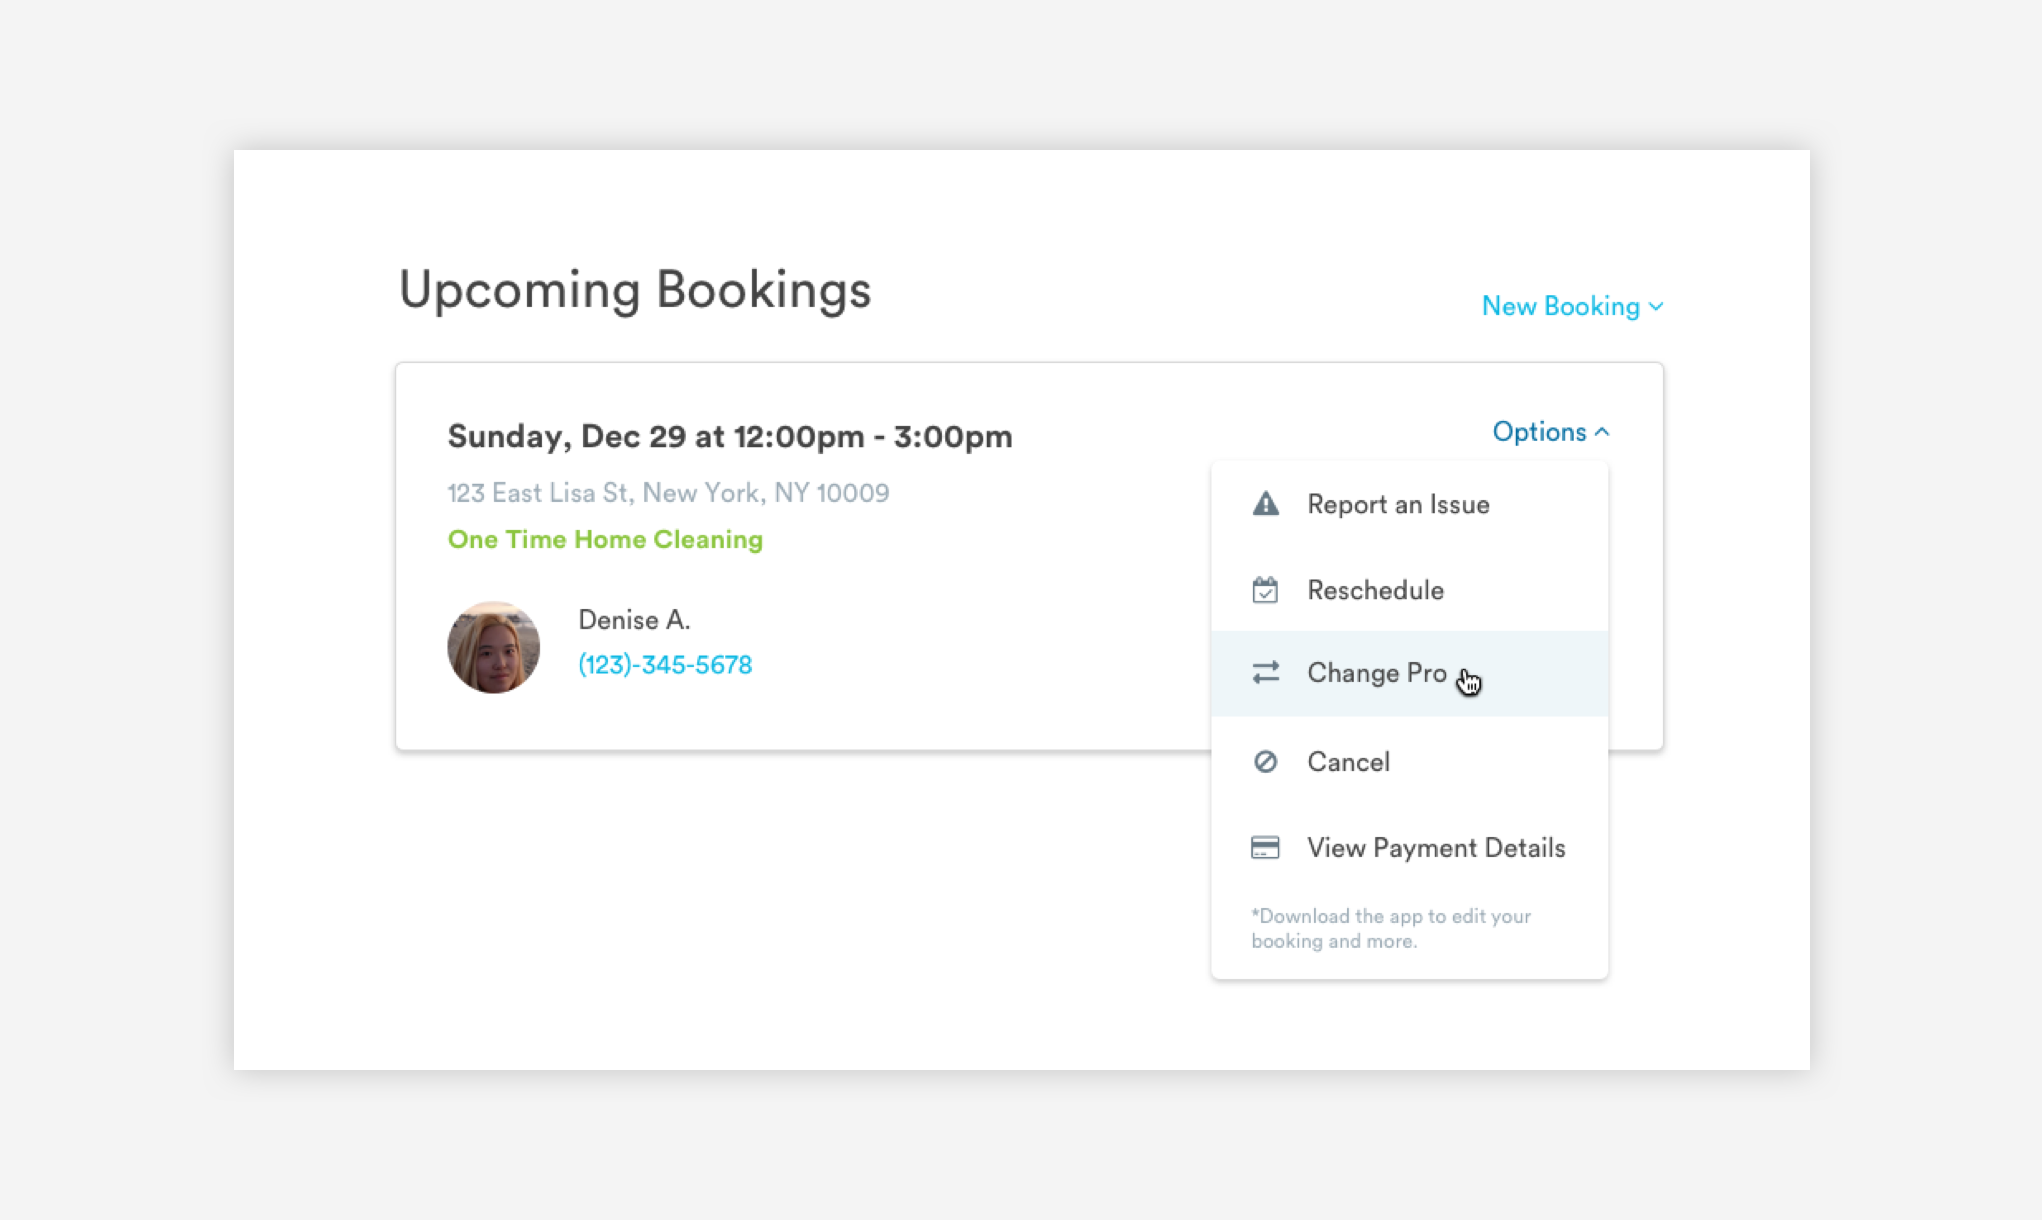 Upcoming Bookings
New Booking
Sunday, Dec 29 at 12:00pm - 3:00pm
Options
123 East Lisa St, New York, NY 10009
One Time Home Cleaning
Denise A.
(123)-345-5678
Report an Issue
Reschedule
Change Pro
Cancel
View Payment Details
*Download the app to edit your
booking and more.